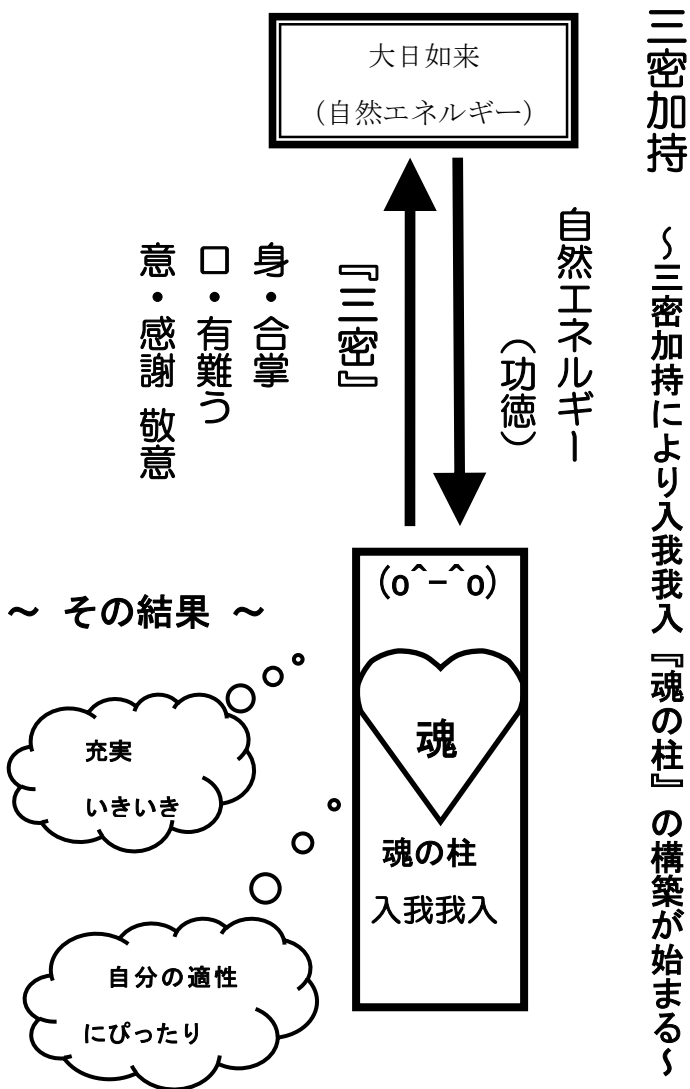 三密加持　～三密加持により入我我入『魂の柱』の構築が始まる～
大日如来
（自然エネルギー）
自然エネルギー
（功徳）
『三密』
身・合掌
口・有難う
意・感謝 敬意
(o^-^o)
魂
魂の柱
入我我入
～ その結果 ～
充実
いきいき
自分の適性
にぴったり